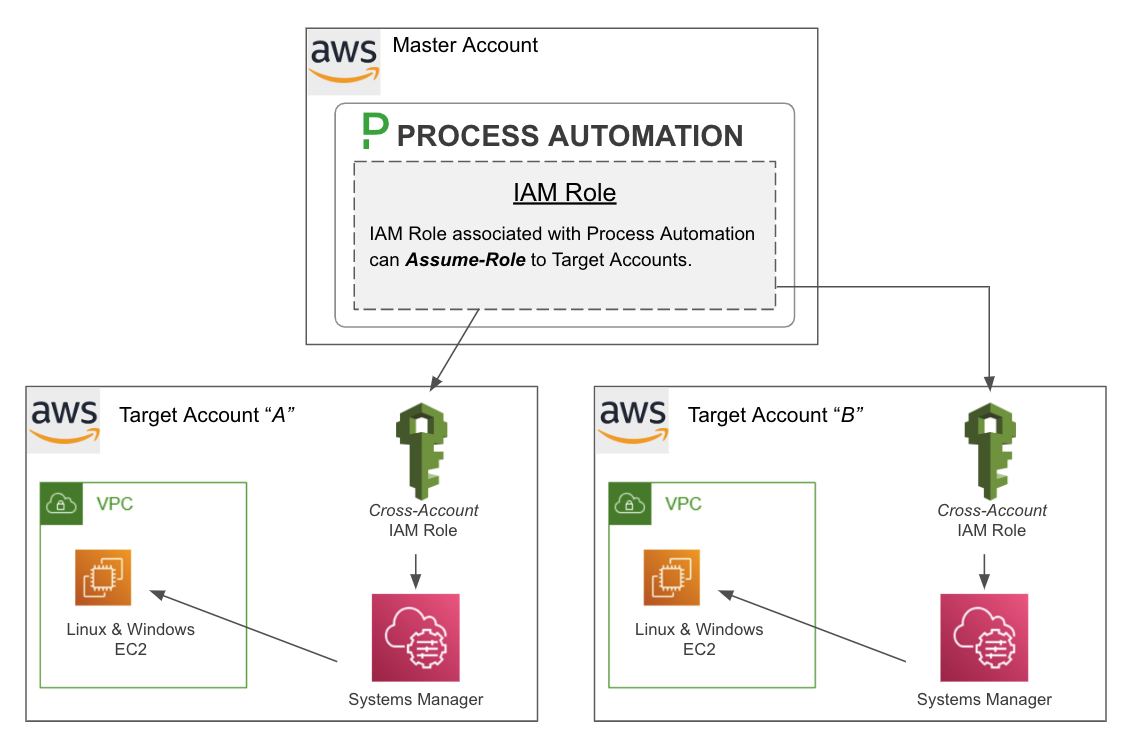 aws
Master Account
P PROCESS AUTOMATION
IAM Role
IAM Role associated with Process Automation
can Assume-Role to Target Accounts.
aws
Target Account “A”
Cross-Account
IAM Role
VPC
Linux & Windows
EC2
Systems Manager
aws
Target Account “B”
Cross-Account
IAM Role
VPC
Linux & Windows
EC2
Systems Manager